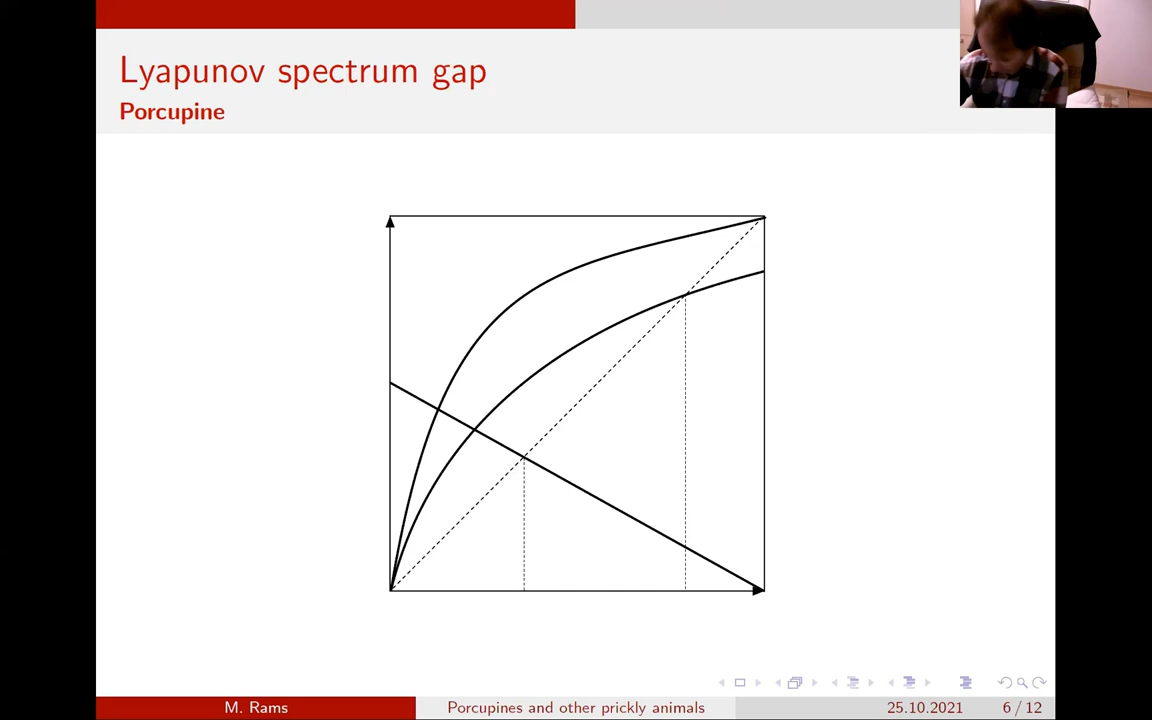 Lyapunov spectrum gap
Porcupine
M. Rams
Porcupines and other prickly animals
25.10.2021
6 / 12